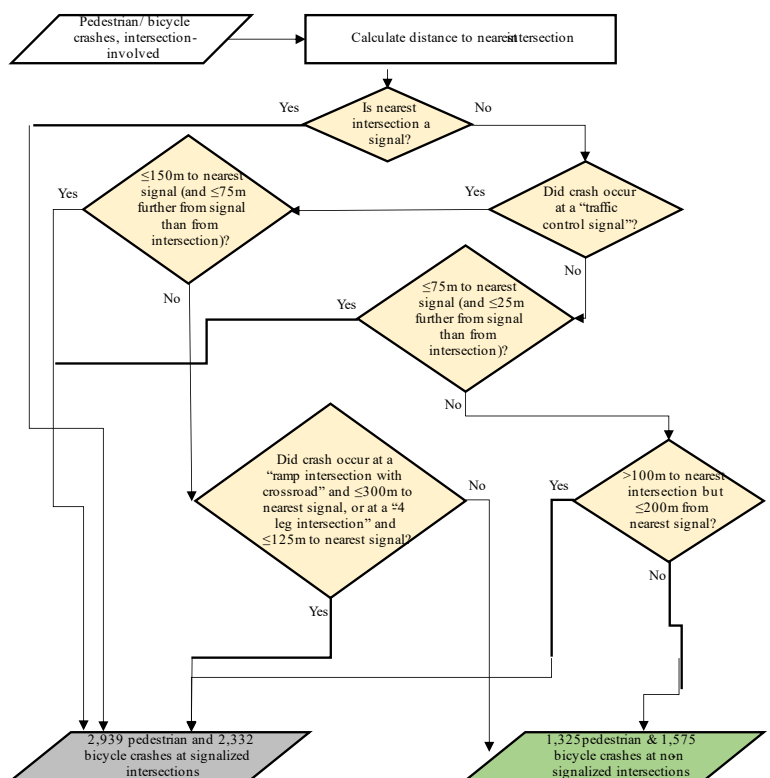 Pedestrian/ bicycle
crashes, intersection-
involved
Calculate distance to nearest intersection
Is nearest
intersection a
signal?
Yes
No
≤150m to nearest
signal (and ≤75m
further from signal
than from
intersection)?
Yes
No
Did crash occur
at a “traffic
control signal”?
Yes
No
≤75m to nearest
signal (and ≤25m
further from signal
than from
intersection)?
Yes
No
Did crash occur at a
“ramp intersection with
crossroad” and ≤300m to
nearest signal, or at a “4
leg intersection” and
≤125m to nearest signal?
No
Yes
>100m to nearest
intersection but
≤200m from
nearest signal?
Yes
No
2,939 pedestrian and 2,332
bicycle crashes at signalized
intersections
1,325 pedestrian & 1,575
bicycle crashes at non
signalized intersections